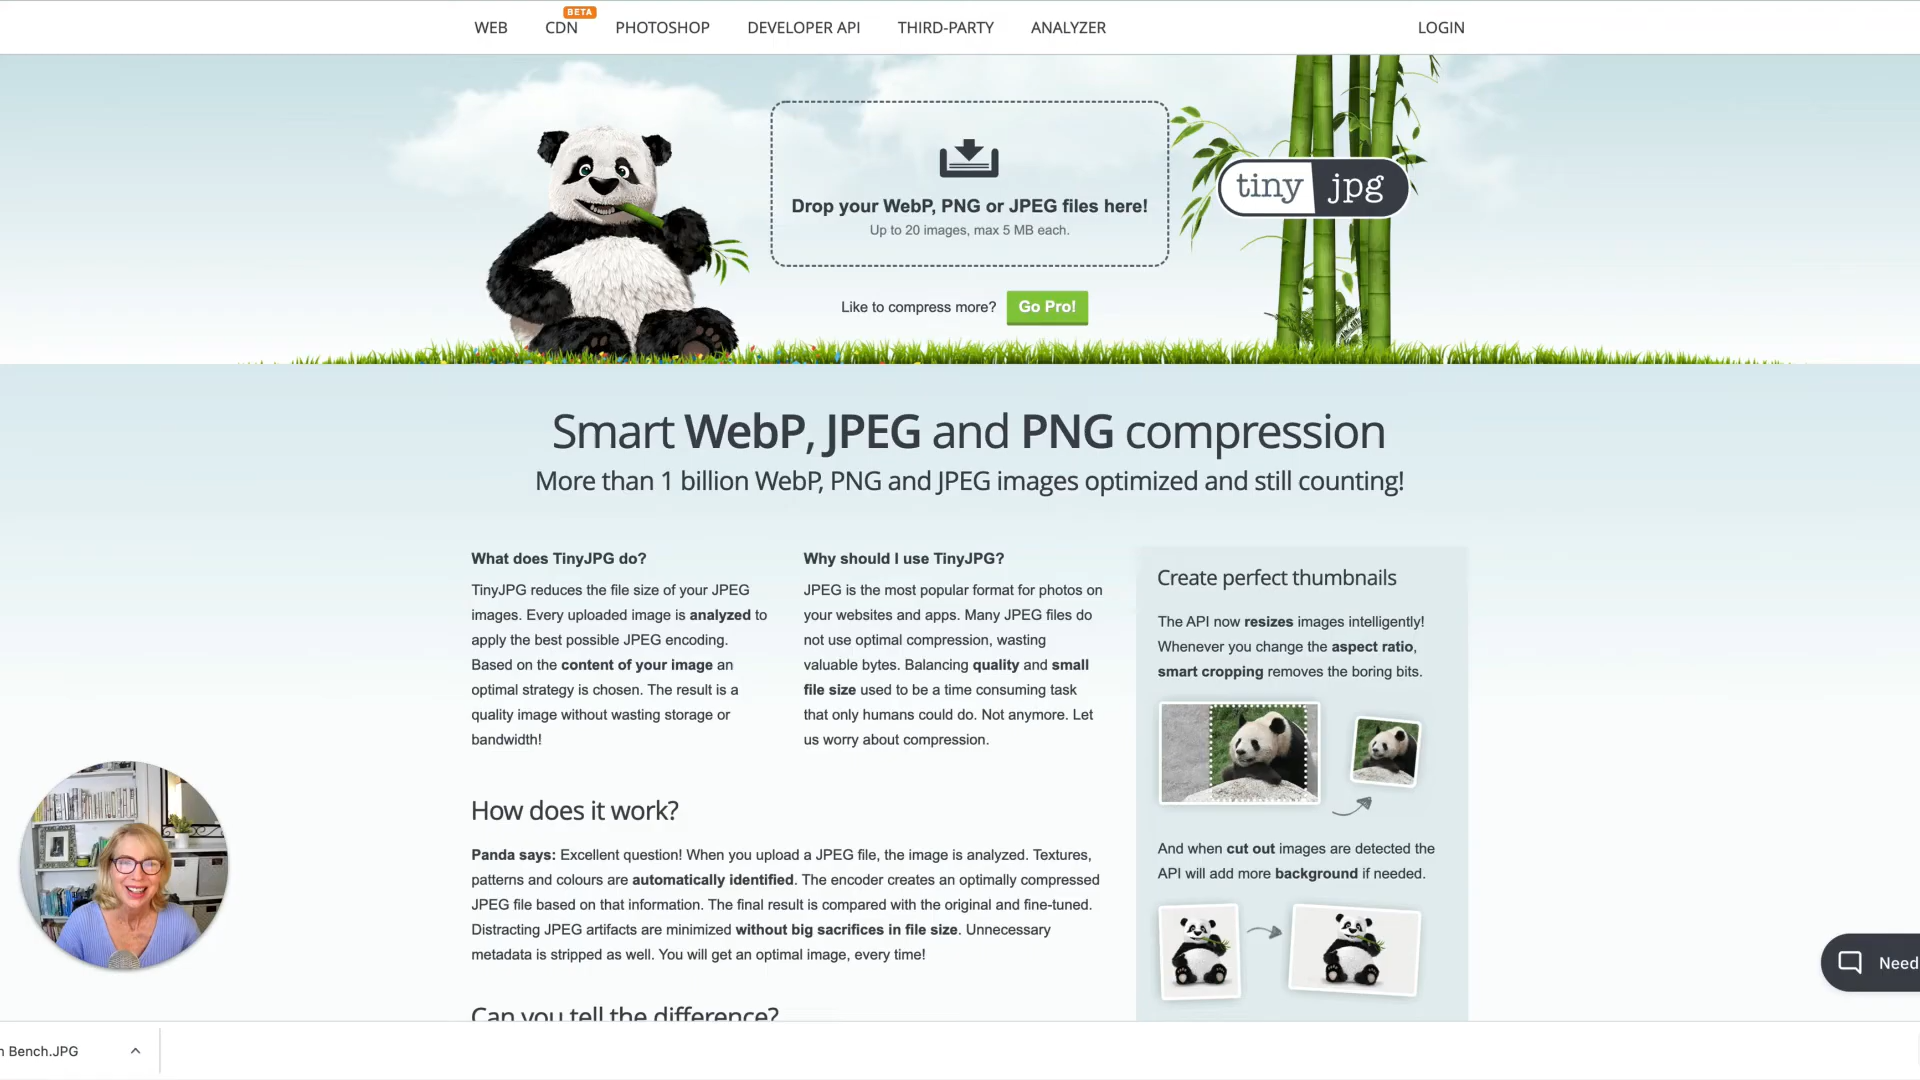 WEB
CDN
BETA
PHOTOSHOP
DEVELOPER API
THIRD-PARTY
ANALYZER
LOGIN
Drop your WebP, PNG or JPEG files here!
Up to 20 images, max 5 MB each.
Like to compress more?
Go Pro!
tiny jpg
Smart WebP, JPEG and PNG compression
More than 1 billion WebP, PNG and JPEG images optimized and still counting!
What does TinyJPG do?
TinyJPG reduces the file size of your JPEG
images. Every uploaded image is analyzed to
apply the best possible JPEG encoding.
Based on the content of your image an
optimal strategy is chosen. The result is a
quality image without wasting storage or
bandwidth!
Why should I use TinyJPG?
JPEG is the most popular format for photos on
your websites and apps. Many JPEG files do
not use optimal compression, wasting
valuable bytes. Balancing quality and small
file size used to be a time consuming task
that only humans could do. Not anymore. Let
us worry about compression.
How does it work?
Panda says: Excellent question! When you upload a JPEG file, the image is analyzed. Textures,
patterns and colours are automatically identified. The encoder creates an optimally compressed
JPEG file based on that information. The final result is compared with the original and fine-tuned.
Distracting JPEG artifacts are minimized without big sacrifices in file size. Unnecessary
metadata is stripped as well. You will get an optimal image, every time!
Can you tell the difference?
Create perfect thumbnails
The API now resizes images intelligently!
Whenever you change the aspect ratio,
smart cropping removes the boring bits.
And when cut out images are detected the
API will add more background if needed.
Need
n Bench.JPG